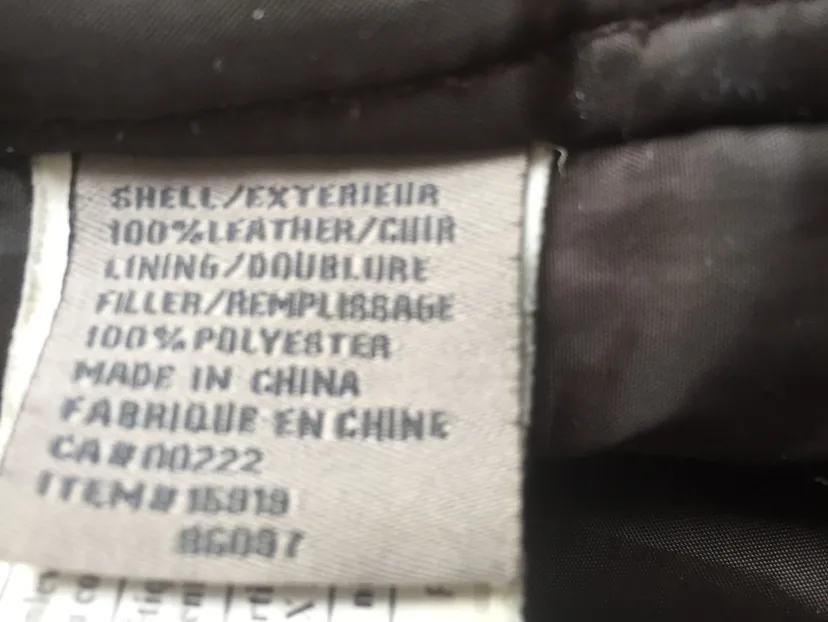 SHELL/EXTERIEUR
100%LEATHER/CUIR
LINING/DOUBLURE
FILLER/REMPLISSAGE
100%POLYESTER
MADE IN CHINA
FABRIQUE EN CHINE
CA#00222
ITEM#15919
86097